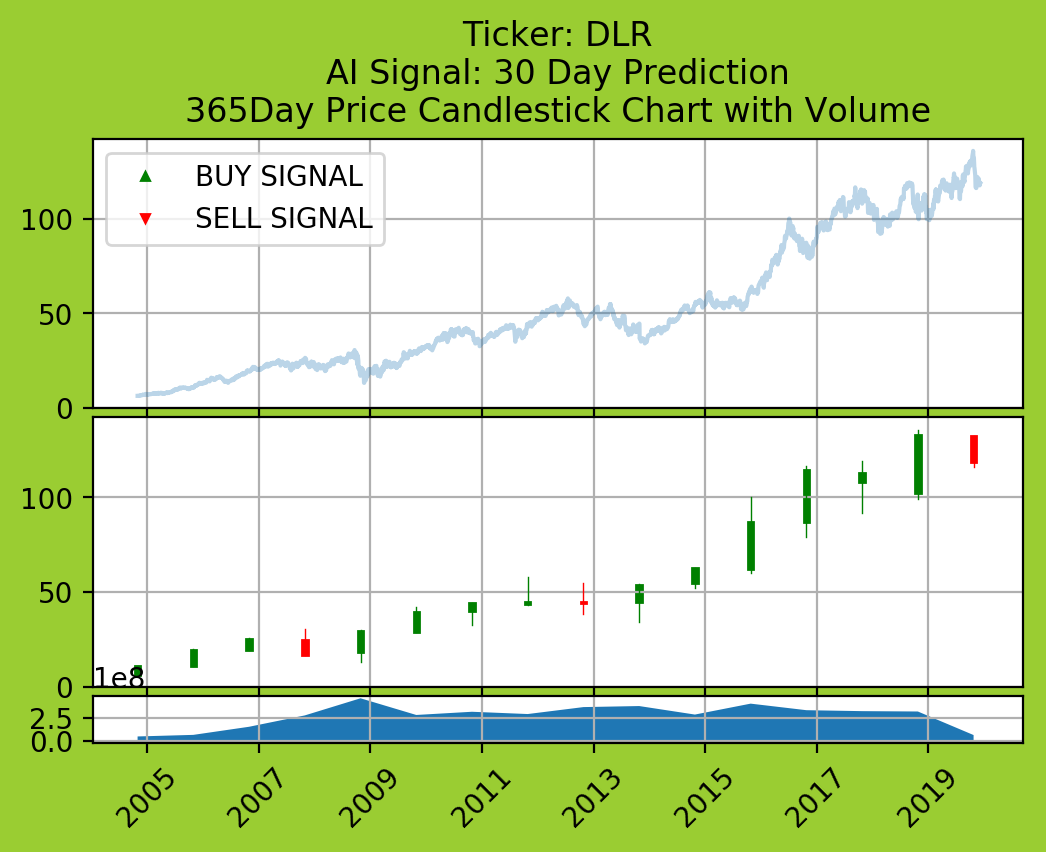 Ticker: DLR
AI Signal: 30 Day Prediction
365Day Price Candlestick Chart with Volume
BUY SIGNAL
SELL SIGNAL
100
50
0
100
50
0
1e8
2.5
0.0
2005
2007
2009
2011
2013
2015
2017
2019